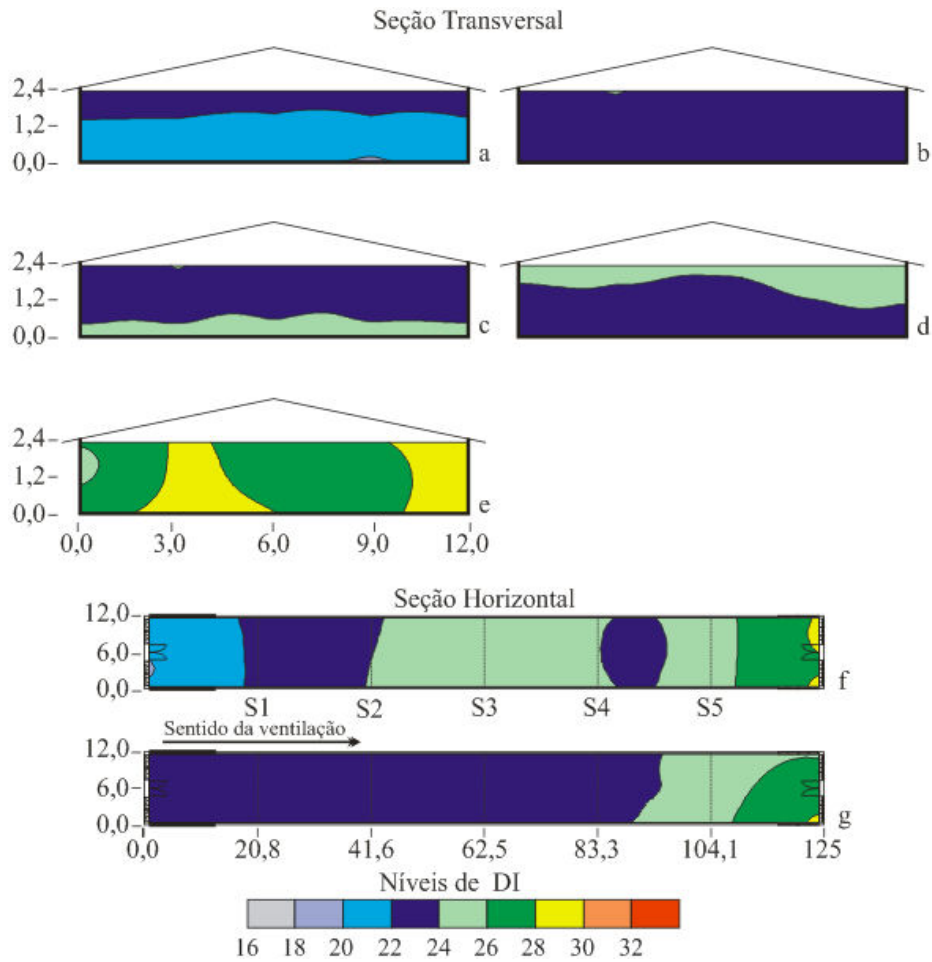 Seção Transversal
2,4
1,2
0,0
a
b
2,4
1,2
0,0
c
d
2,4
1,2
0,0
e
0,0 3,0 6,0 9,0 12,0
Seção Horizontal
12,0
6,0
0,0
f
S1 S2 S3 S4 S5
Sentido da ventilação
12,0
6,0
0,0
g
0,0 20,8 41,6 62,5 83,3 104,1 125
Níveis de DI
16 18 20 22 24 26 28 30 32